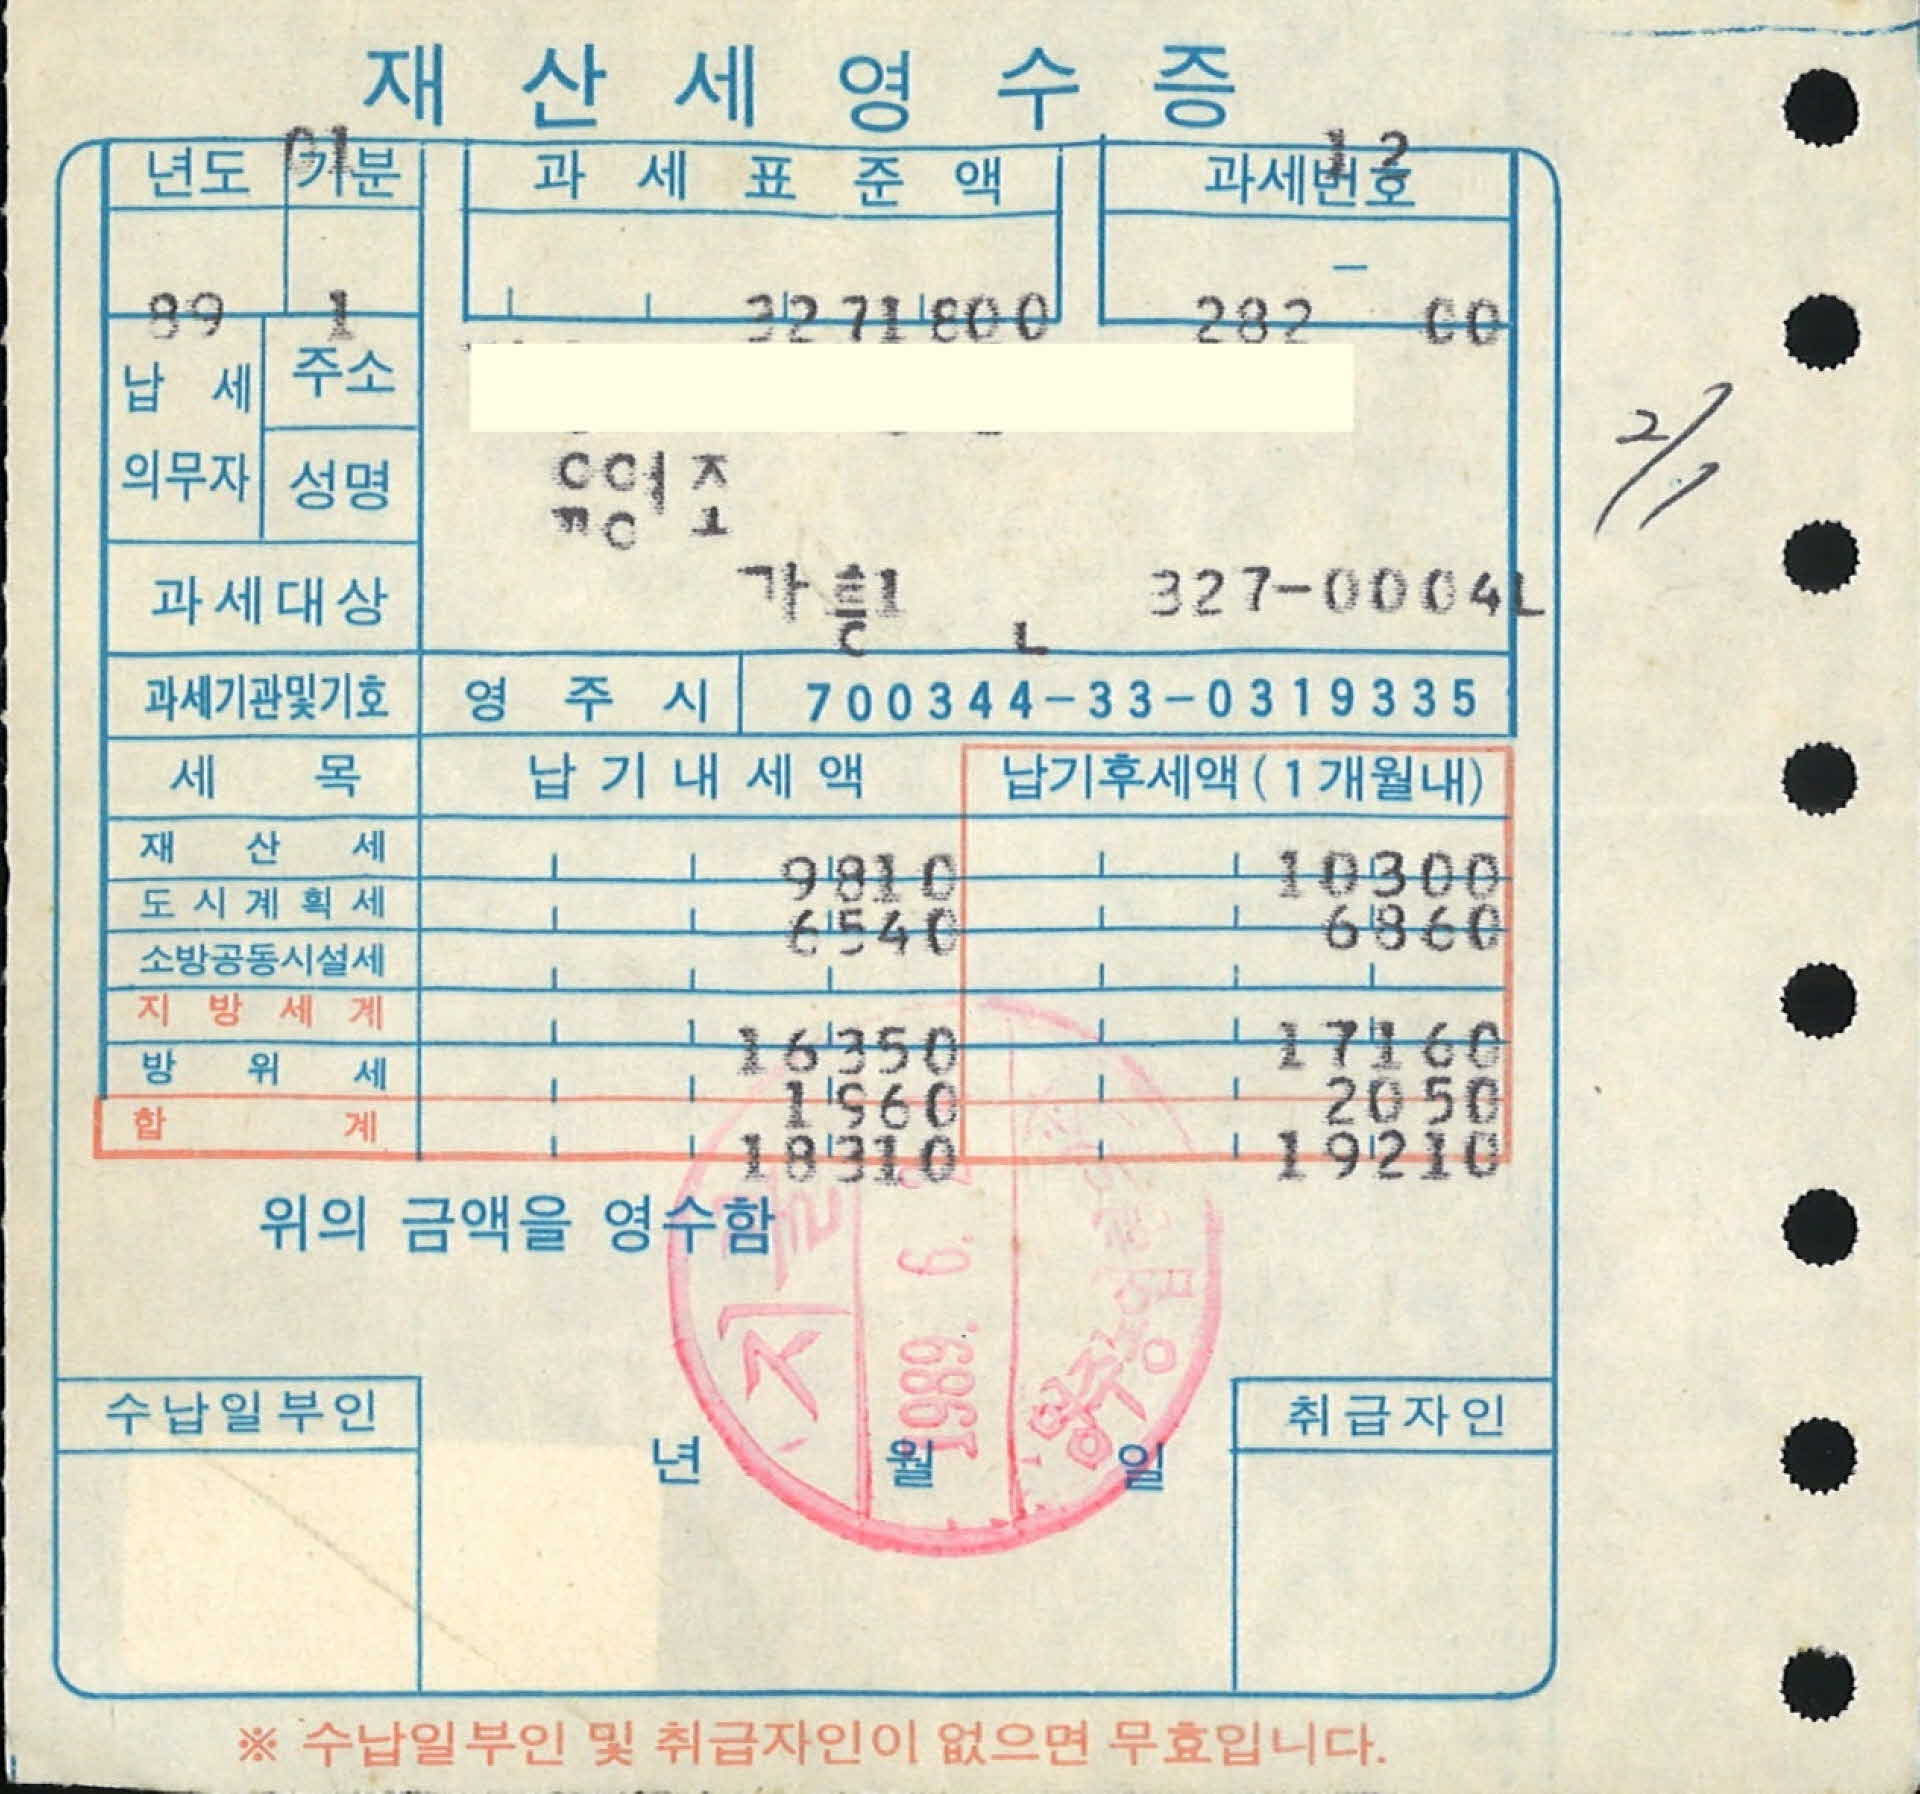 재산세영수증
01 12
년도 기분 과세표준액 과세번호
89 1 3271800 282 - 00
납세의무자 주소
성명
과세대상 가흥1 327-0004
과세기관및기호 영주시 700344-33-0319335
세목 납기내세액 납기후세액(1개월내)
재산세 9810 10300
도시계획세 6540 6860
소방공동시설세
지방세계 16350 17160
방위세 1960 2050
합계 18310 19210
위의 금액을 영수함
1989. 6.
수납일부인 년 월 일 취급자인
※ 수납일부인 및 취급자인이 없으면 무효입니다.